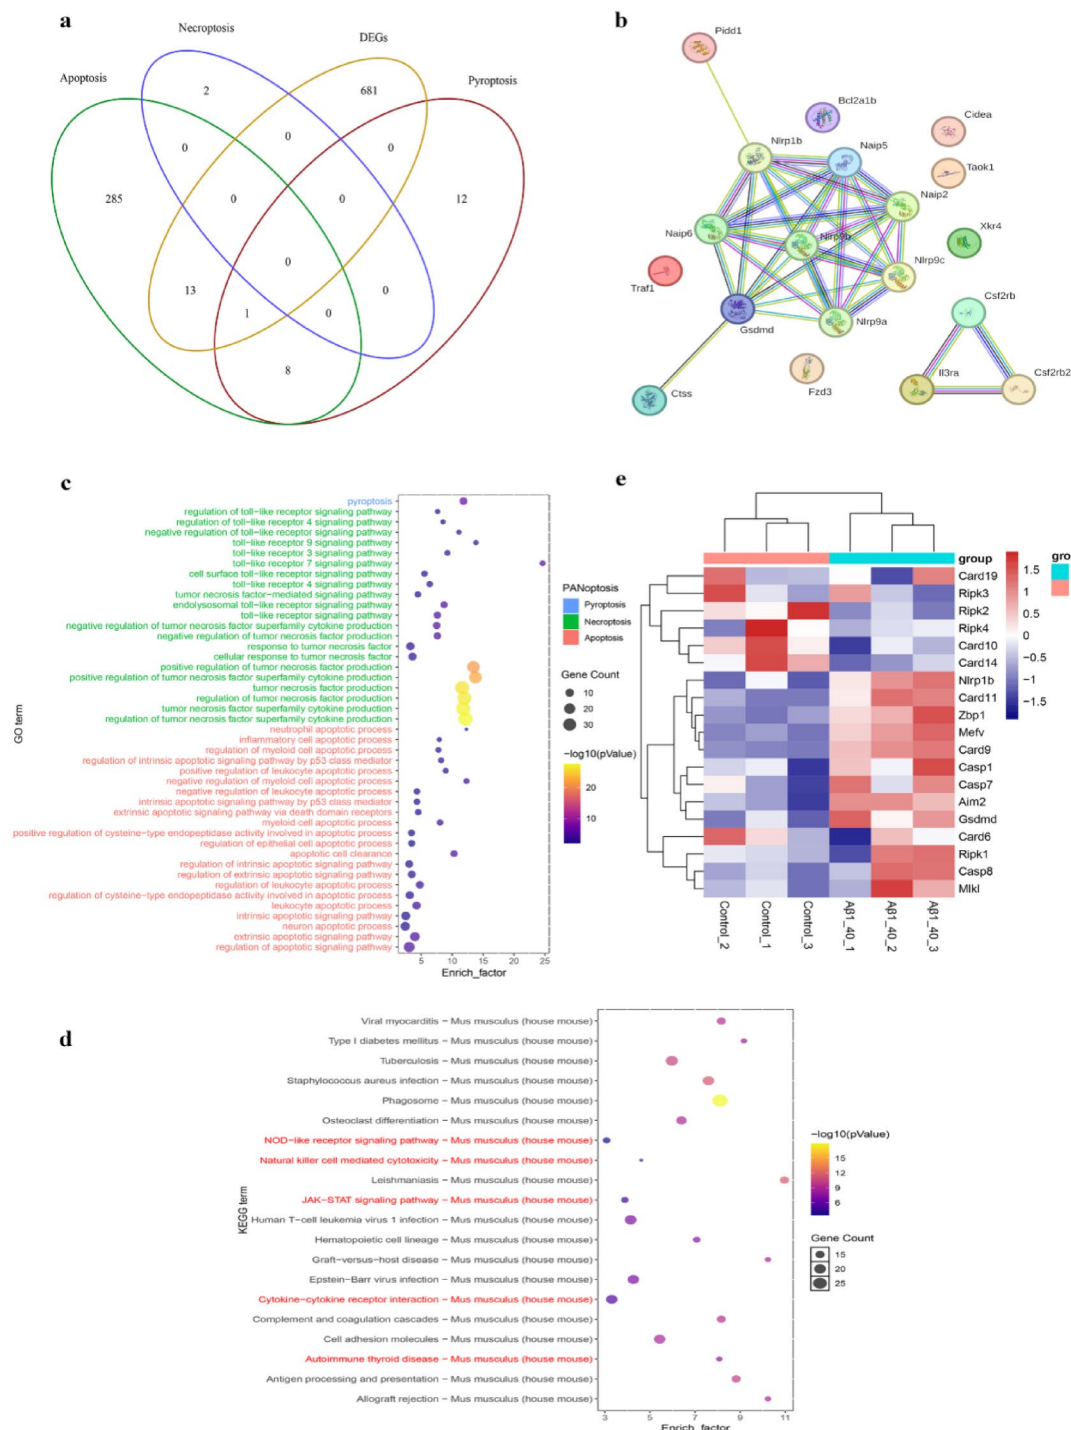 a
Necroptosis
DEGs
Apoptosis
Pyroptosis
2
681
0
0
0
285
0
0
12
0
13
0
1
0
8
b
Pidd1
Bcl2a1b
Cidea
Nlrp1b
Naip5
Taok1
Naip2
Naip6
Nlrp9b
Xkr4
Nlrp9c
Traf1
Csf2rb
Gsdmd
Nlrp9a
Il3ra
Csf2rb2
Fzd3
Ctss
c
GO term
pyroptosis
regulation of toll−like receptor signaling pathway
regulation of toll−like receptor 4 signaling pathway
negative regulation of toll−like receptor signaling pathway
toll−like receptor 9 signaling pathway
toll−like receptor 3 signaling pathway
toll−like receptor 7 signaling pathway
cell surface toll−like receptor signaling pathway
toll−like receptor 4 signaling pathway
tumor necrosis factor−mediated signaling pathway
endolysosomal toll−like receptor signaling pathway
toll−like receptor signaling pathway
negative regulation of tumor necrosis factor superfamily cytokine production
negative regulation of tumor necrosis factor production
response to tumor necrosis factor
cellular response to tumor necrosis factor
positive regulation of tumor necrosis factor production
positive regulation of tumor necrosis factor superfamily cytokine production
tumor necrosis factor production
regulation of tumor necrosis factor production
tumor necrosis factor superfamily cytokine production
regulation of tumor necrosis factor superfamily cytokine production
neutrophil apoptotic process
inflammatory cell apoptotic process
regulation of myeloid cell apoptotic process
regulation of intrinsic apoptotic signaling pathway by p53 class mediator
positive regulation of leukocyte apoptotic process
negative regulation of myeloid cell apoptotic process
negative regulation of leukocyte apoptotic process
intrinsic apoptotic signaling pathway by p53 class mediator
extrinsic apoptotic signaling pathway via death domain receptors
myeloid cell apoptotic process
positive regulation of cysteine−type endopeptidase activity involved in apoptotic process
regulation of epithelial cell apoptotic process
apoptotic cell clearance
regulation of intrinsic apoptotic signaling pathway
regulation of extrinsic apoptotic signaling pathway
regulation of leukocyte apoptotic process
regulation of cysteine−type endopeptidase activity involved in apoptotic process
leukocyte apoptotic process
intrinsic apoptotic signaling pathway
neuron apoptotic process
extrinsic apoptotic signaling pathway
regulation of apoptotic signaling pathway
5 10 15 20 25
Enrich_factor
PANoptosis
Pyroptosis
Necroptosis
Apoptosis
Gene Count
10
20
30
−log10(pValue)
20
10
e
group
Card19
Ripk3
Ripk2
Ripk4
Card10
Card14
Nlrp1b
Card11
Zbp1
Mefv
Card9
Casp1
Casp7
Aim2
Gsdmd
Card6
Ripk1
Casp8
Mlkl
Control_2
Control_1
Control_3
Aβ1_40_1
Aβ1_40_2
Aβ1_40_3
1.5
1
0.5
0
−0.5
−1
−1.5
gro
d
KEGG term
Viral myocarditis − Mus musculus (house mouse)
Type I diabetes mellitus − Mus musculus (house mouse)
Tuberculosis − Mus musculus (house mouse)
Staphylococcus aureus infection − Mus musculus (house mouse)
Phagosome − Mus musculus (house mouse)
Osteoclast differentiation − Mus musculus (house mouse)
NOD−like receptor signaling pathway − Mus musculus (house mouse)
Natural killer cell mediated cytotoxicity − Mus musculus (house mouse)
Leishmaniasis − Mus musculus (house mouse)
JAK−STAT signaling pathway − Mus musculus (house mouse)
Human T−cell leukemia virus 1 infection − Mus musculus (house mouse)
Hematopoietic cell lineage − Mus musculus (house mouse)
Graft−versus−host disease − Mus musculus (house mouse)
Epstein−Barr virus infection − Mus musculus (house mouse)
Cytokine−cytokine receptor interaction − Mus musculus (house mouse)
Complement and coagulation cascades − Mus musculus (house mouse)
Cell adhesion molecules − Mus musculus (house mouse)
Autoimmune thyroid disease − Mus musculus (house mouse)
Antigen processing and presentation − Mus musculus (house mouse)
Allograft rejection − Mus musculus (house mouse)
3 5 7 9 11
Enrich_factor
−log10(pValue)
15
12
9
6
Gene Count
15
20
25